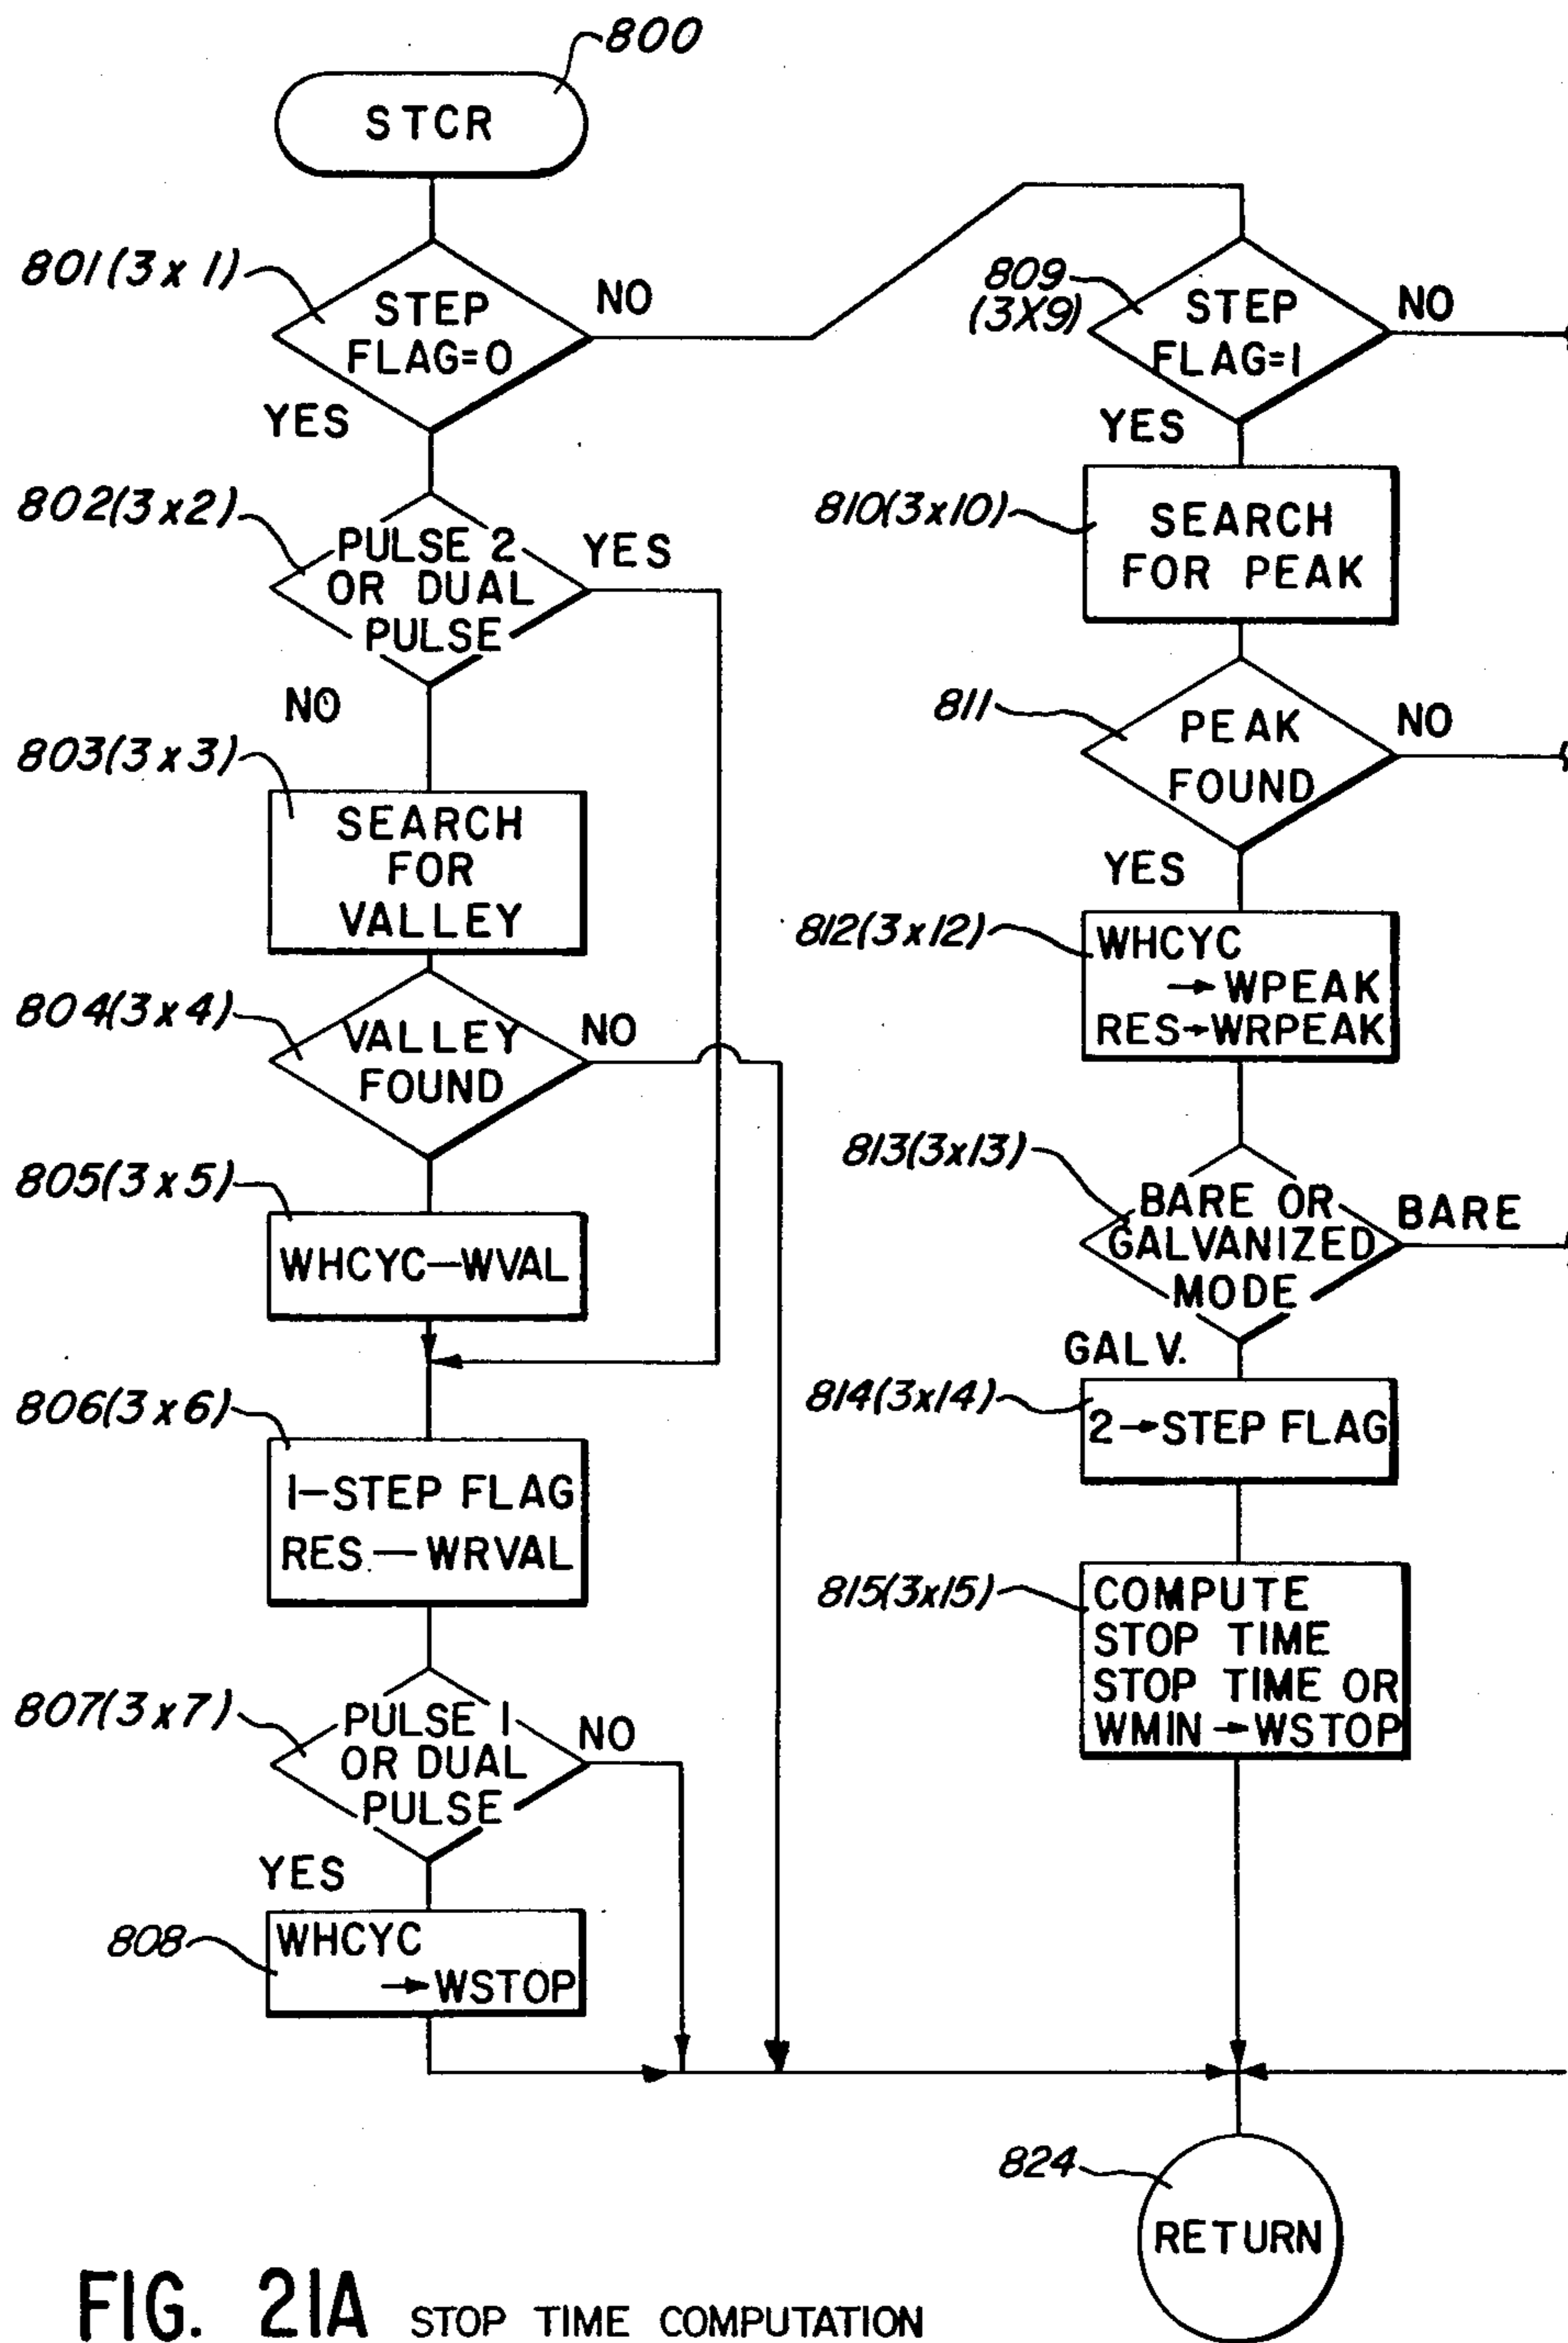 800
STCR
801(3x1)
STEP
FLAG=0
NO
YES
802(3x2)
PULSE 2
OR DUAL
PULSE
YES
NO
803(3x3)
SEARCH
FOR
VALLEY
804(3x4)
VALLEY
FOUND
NO
805(3x5)
WHCYC—WVAL
806(3x6)
1—STEP FLAG
RES.—WRVAL
807(3x7)
PULSE 1
OR DUAL
PULSE
NO
YES
808
WHCYC
→WSTOP
809
(3X9)
STEP
FLAG=1
NO
YES
810(3x10)
SEARCH
FOR PEAK
811
PEAK
FOUND
NO
YES
812(3x12)
WHCYC
→WPEAK
RES→WRPEAK
813(3x13)
BARE OR
GALVANIZED
MODE
BARE
GALV.
814(3x14)
2→STEP FLAG
815(3x15)
COMPUTE
STOP TIME
STOP TIME OR
WMIN→WSTOP
824
RETURN
FIG. 21A STOP TIME COMPUTATION